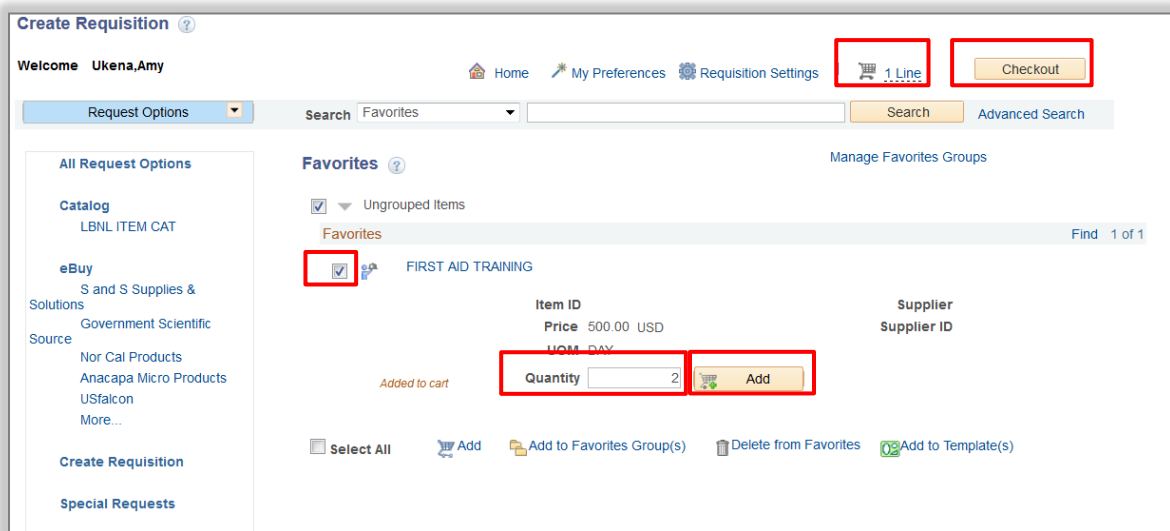 Create Requisition ?
Welcome Ukena,Amy
Home My Preferences Requisition Settings 1 Line Checkout
Request Options Search Favorites Search Advanced Search
All Request Options
Catalog
LBNL ITEM CAT
eBuy
S and S Supplies &
Solutions
Government Scientific
Source
Nor Cal Products
Anacapa Micro Products
USfalcon
More...
Create Requisition
Special Requests
Favorites ? Manage Favorites Groups
Ungrouped Items
Favorites Find 1 of 1
FIRST AID TRAINING
Item ID Supplier
Price 500.00 USD Supplier ID
UOM DAY
Added to cart Quantity 2 Add
Select All Add Add to Favorites Group(s) Delete from Favorites Add to Template(s)